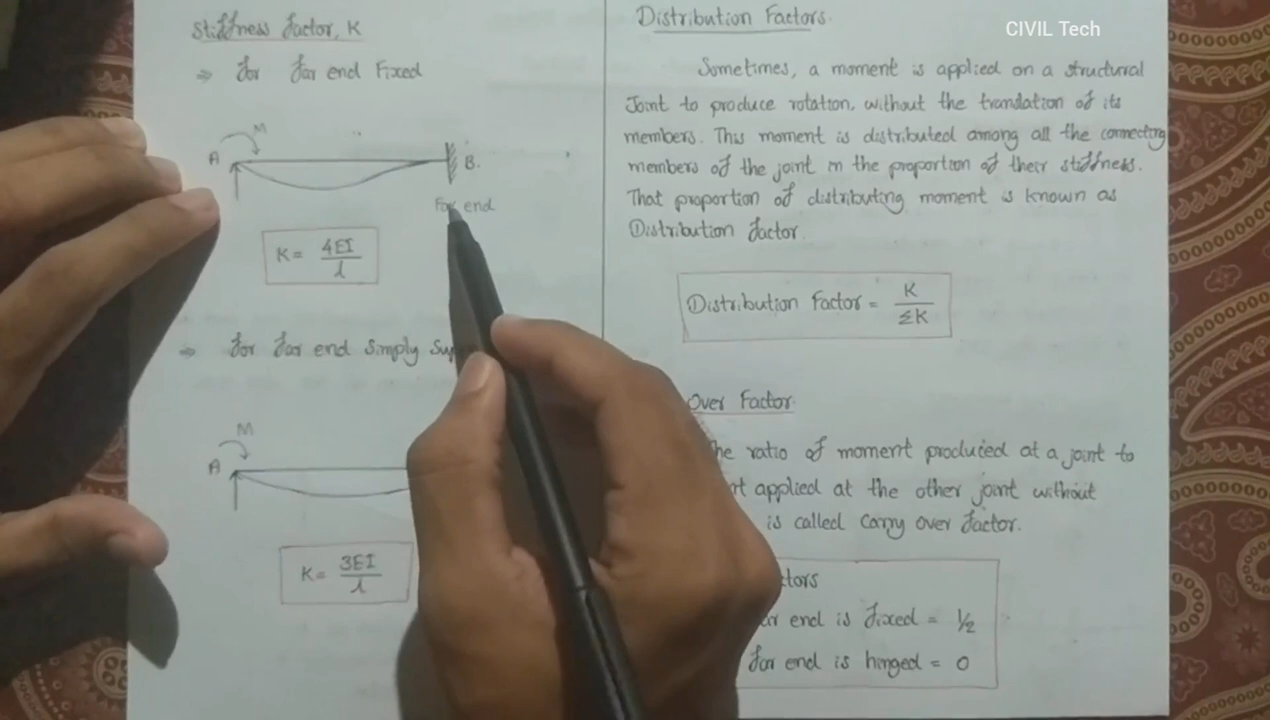 Stiffness factor, K
⇒ for far end Fixed
M
A
B.
Far end
K = 4EI
l
⇒ for far end Simply
M
A
K = 3EI
l
Distribution Factors.
CIVIL Tech
Sometimes, a moment is applied on a structural
Joint to produce rotation, without the translation of its
members. This moment is distributed among all the connecting
members of the joint in the proportion of their stiffness.
That proportion of distributing moment is known as
Distribution factor.
Distribution Factor = K
ΣK
Over Factor.
ratio of moment produced at a joint to
applied at the other joint without
is called Carry over factor.
end is fixed = 1/2
far end is hinged = 0